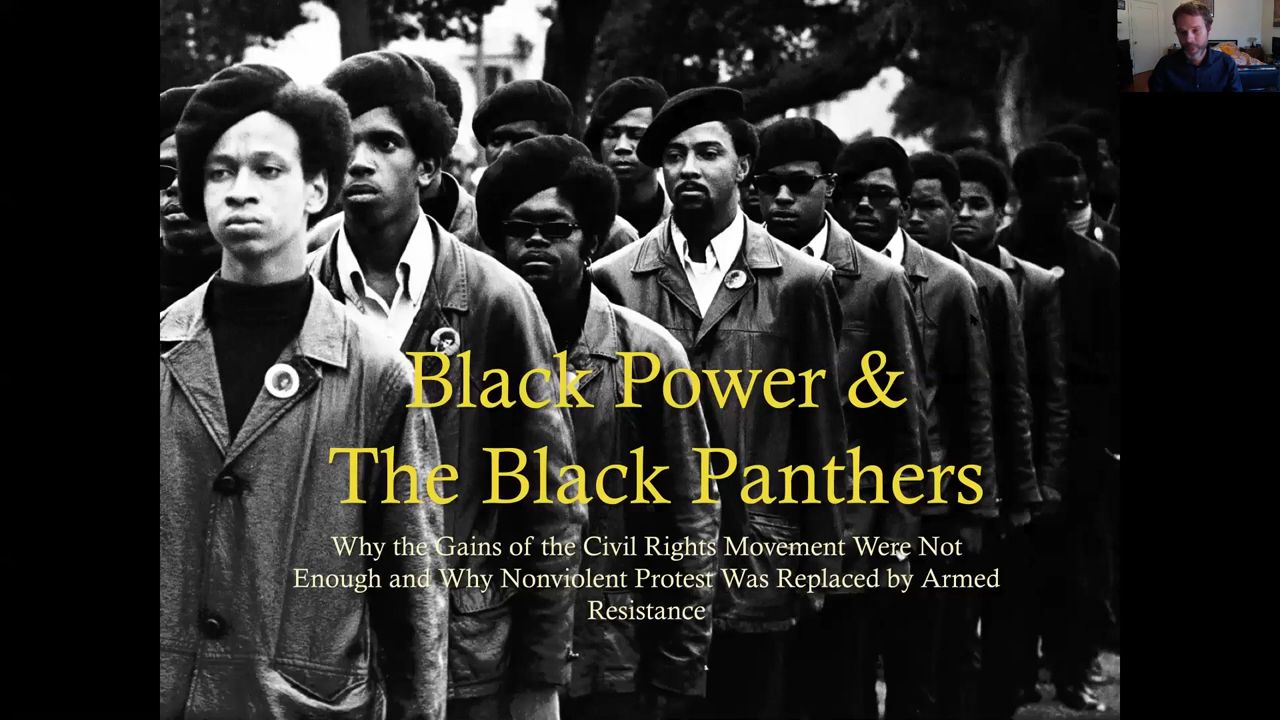 Black Power &
The Black Panthers
Why the Gains of the Civil Rights Movement Were Not
Enough and Why Nonviolent Protest Was Replaced by Armed
Resistance